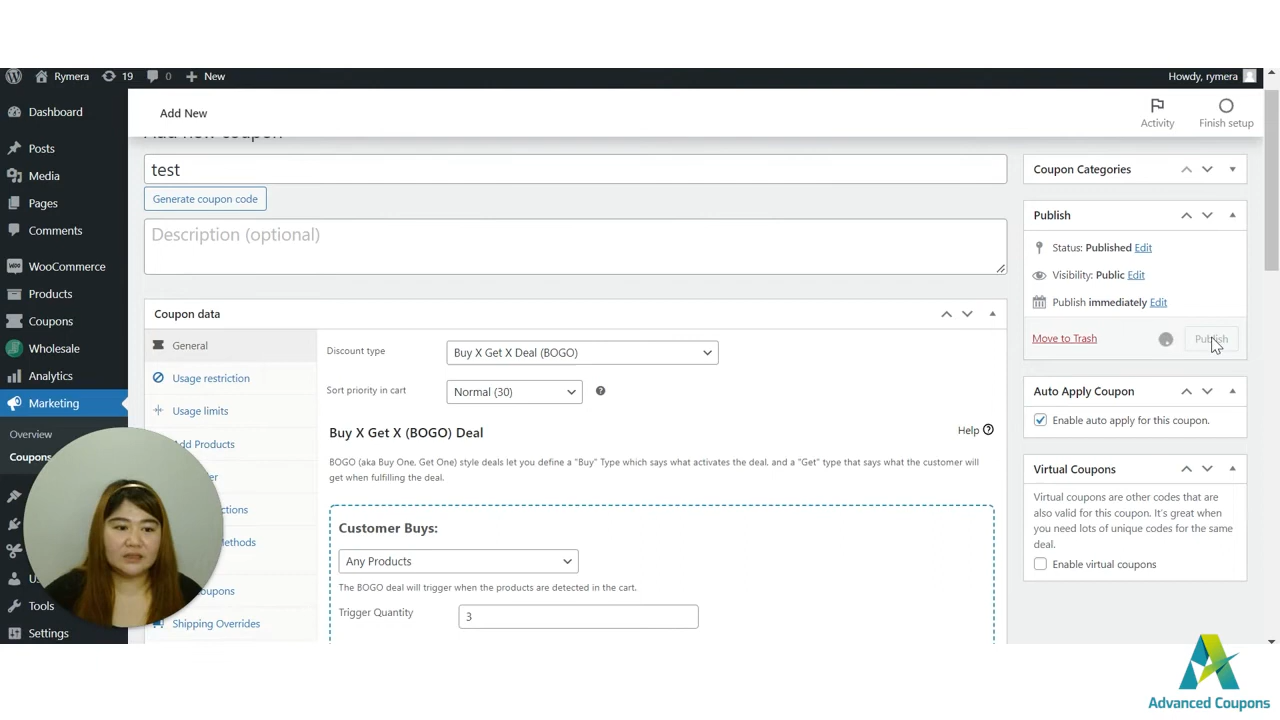 Rymera
19
0
New
Howdy, rymera
Dashboard
Posts
Media
Pages
Comments
WooCommerce
Products
Coupons
Wholesale
Analytics
Marketing
Overview
Coupons
Tools
Settings
Add New
Activity
Finish setup
Add new coupon
test
Generate coupon code
Description (optional)
Coupon data
General
Usage restriction
Usage limits
Add Products
Shipping Overrides
Discount type
Buy X Get X Deal (BOGO)
Sort priority in cart
Normal (30)
Buy X Get X (BOGO) Deal
Help
BOGO (aka Buy One, Get One) style deals let you define a "Buy" Type which says what activates the deal, and a "Get" type that says what the customer will
get when fulfilling the deal.
Customer Buys:
Any Products
The BOGO deal will trigger when the products are detected in the cart.
Trigger Quantity
3
Coupon Categories
Publish
Status: Published Edit
Visibility: Public Edit
Publish immediately Edit
Move to Trash
Publish
Auto Apply Coupon
Enable auto apply for this coupon.
Virtual Coupons
Virtual coupons are other codes that are
also valid for this coupon. It's great when
you need lots of unique codes for the same
deal.
Enable virtual coupons
Advanced Coupons